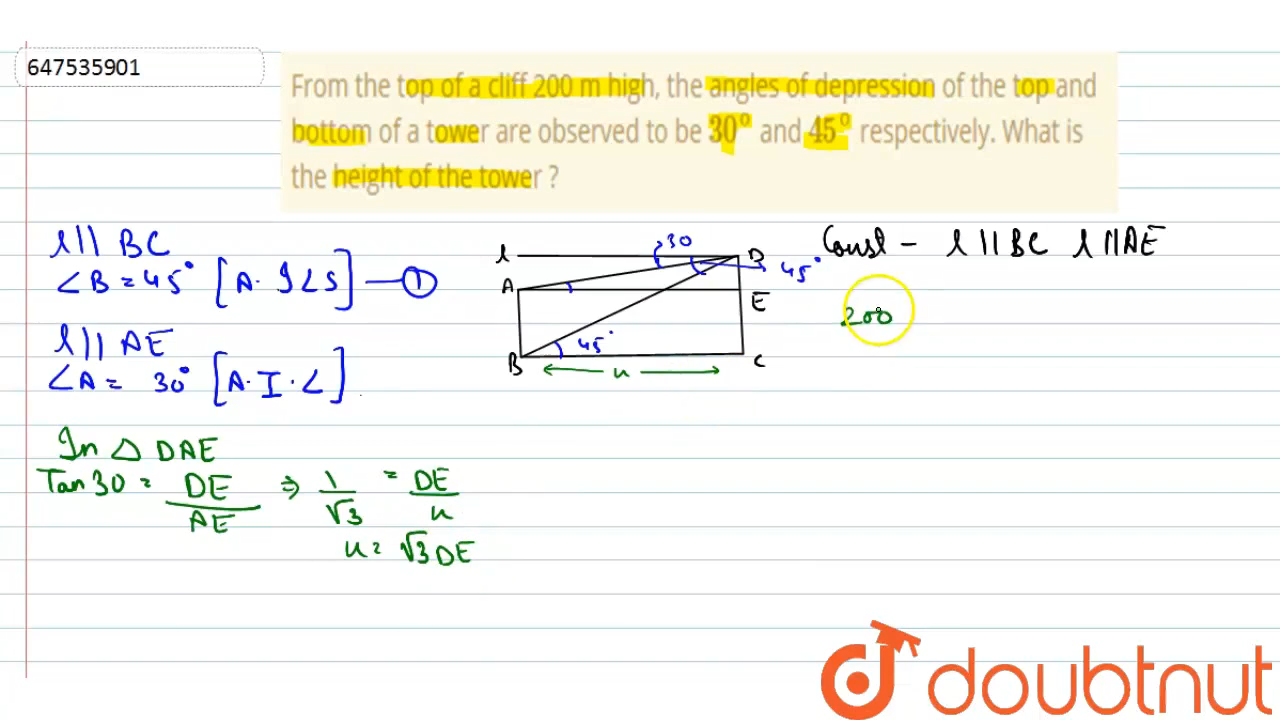 647535901
From the top of a cliff 200 m high, the angles of depression of the top and
bottom of a tower are observed to be 30° and 45° respectively. What is
the height of the tower ?
l || BC
∠B = 45° [A. I ∠S] — ①
l || AE
∠A = 30° [A. I. ∠]
In △ DAE
Tan 30 = DE / AE ⇒ 1 / √3 = DE / x
x = √3 DE
l 30 D 45°
A E
45°
B x C
Const - l || BC l || AE
200
doubtnut